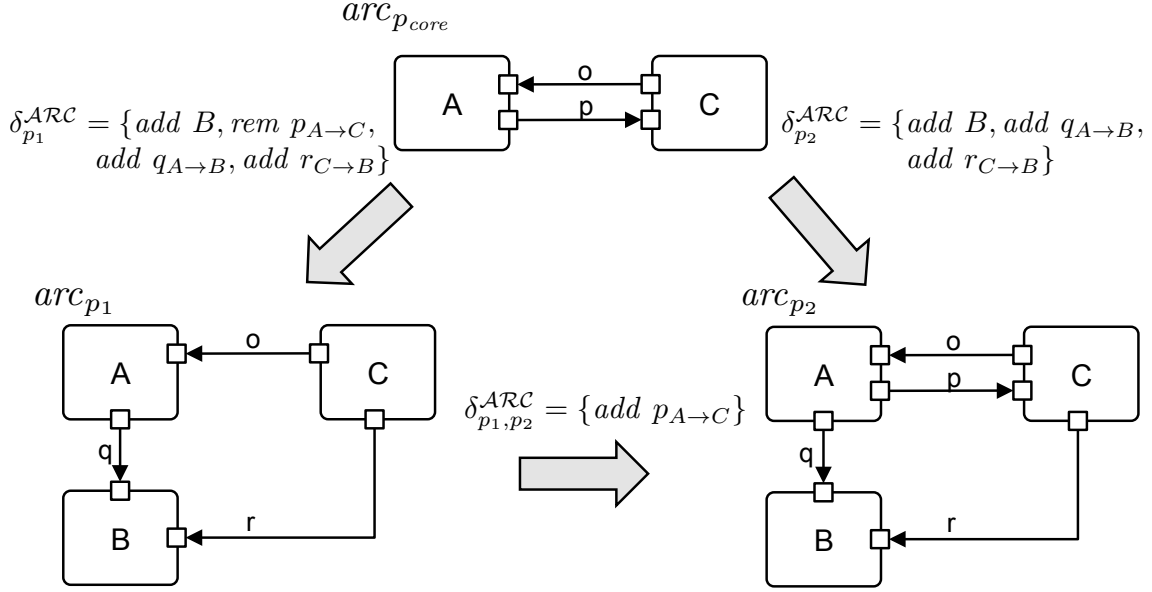 arc_{p_{core}}
o
A
C
p
δ^{ARC}_{p_1} = {add B, rem p_{A→C},
add q_{A→B}, add r_{C→B}}
δ^{ARC}_{p_2} = {add B, add q_{A→B},
add r_{C→B}}
arc_{p_1}
o
A
C
q
B
r
δ^{ARC}_{p_1,p_2} = {add p_{A→C}}
arc_{p_2}
o
A
C
p
q
B
r